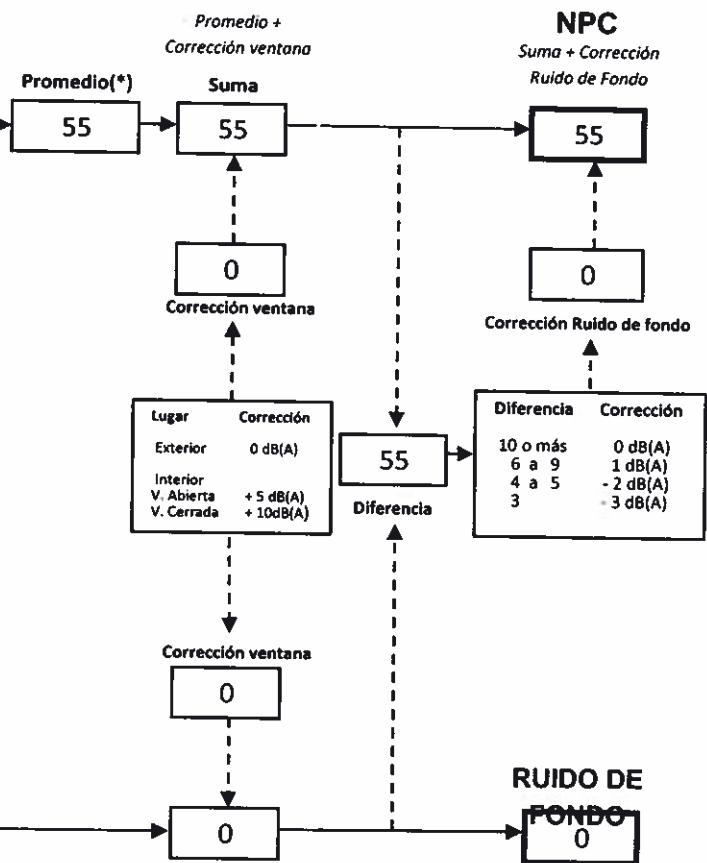 Promedio +
Corrección ventana
NPC
Suma + Corrección
Ruido de Fondo
Promedio(*)
Suma
55
55
55
0
Corrección ventana
0
Corrección Ruido de fondo
Lugar Corrección
Exterior 0 dB(A)
Interior
V. Abierta + 5 dB(A)
V. Cerrada + 10dB(A)
55
Diferencia
Diferencia Corrección
10 o más 0 dB(A)
6 a 9 1 dB(A)
4 a 5 - 2 dB(A)
3 - 3 dB(A)
Corrección ventana
0
0
RUIDO DE
FONDO
0